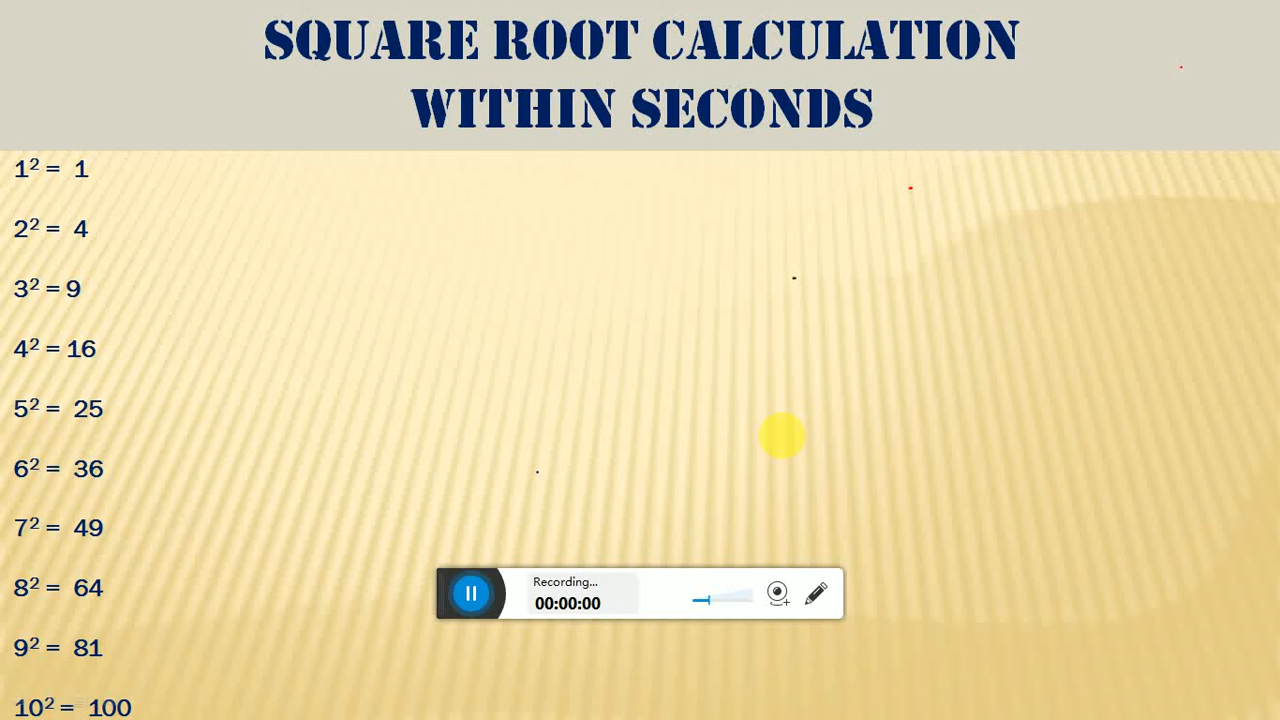 SQUARE ROOT CALCULATION
WITHIN SECONDS
1² = 1
2² = 4
3² = 9
4² = 16
5² = 25
6² = 36
7² = 49
8² = 64
9² = 81
10² = 100
Recording...
00:00:00